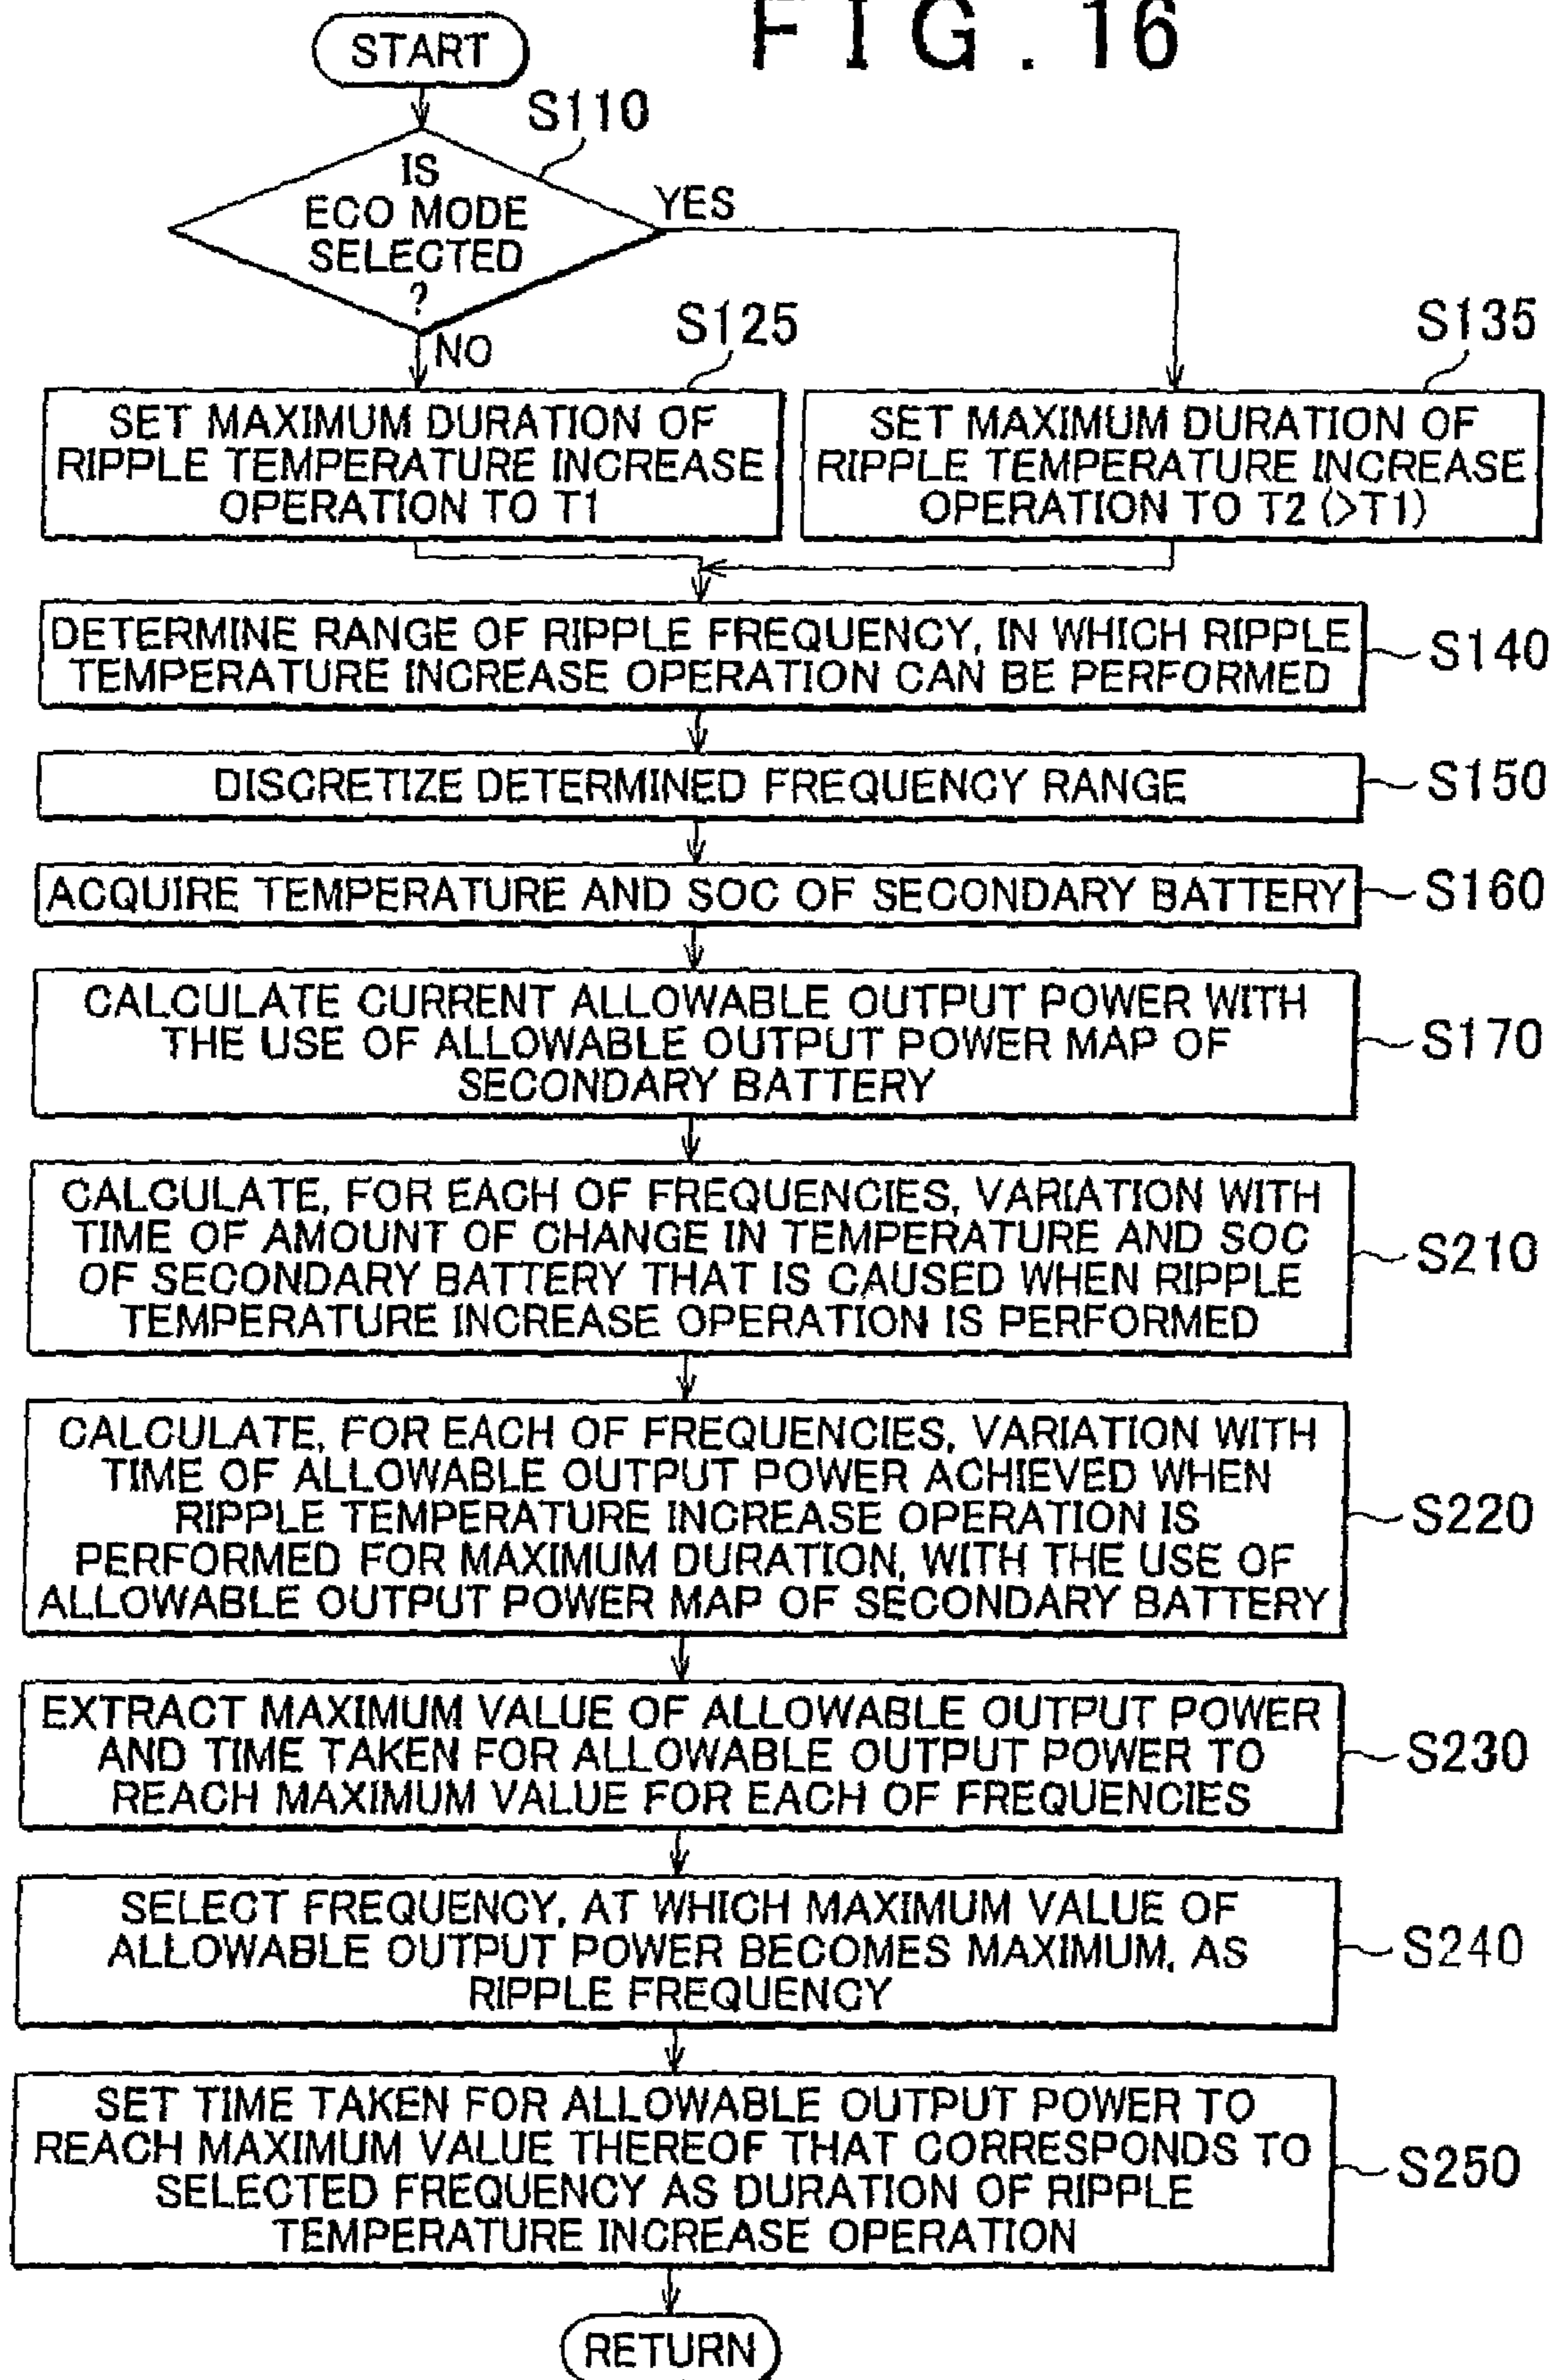 FIG. 16
START
S110
IS
ECO MODE
SELECTED
?
YES
NO
S125
SET MAXIMUM DURATION OF
RIPPLE TEMPERATURE INCREASE
OPERATION TO T1
S135
SET MAXIMUM DURATION OF
RIPPLE TEMPERATURE INCREASE
OPERATION TO T2 (>T1)
DETERMINE RANGE OF RIPPLE FREQUENCY, IN WHICH RIPPLE
TEMPERATURE INCREASE OPERATION CAN BE PERFORMED
S140
DISCRETIZE DETERMINED FREQUENCY RANGE
S150
ACQUIRE TEMPERATURE AND SOC OF SECONDARY BATTERY
S160
CALCULATE CURRENT ALLOWABLE OUTPUT POWER WITH
THE USE OF ALLOWABLE OUTPUT POWER MAP OF
SECONDARY BATTERY
S170
CALCULATE, FOR EACH OF FREQUENCIES, VARIATION WITH
TIME OF AMOUNT OF CHANGE IN TEMPERATURE AND SOC
OF SECONDARY BATTERY THAT IS CAUSED WHEN RIPPLE
TEMPERATURE INCREASE OPERATION IS PERFORMED
S210
CALCULATE, FOR EACH OF FREQUENCIES, VARIATION WITH
TIME OF ALLOWABLE OUTPUT POWER ACHIEVED WHEN
RIPPLE TEMPERATURE INCREASE OPERATION IS
PERFORMED FOR MAXIMUM DURATION, WITH THE USE OF
ALLOWABLE OUTPUT POWER MAP OF SECONDARY BATTERY
S220
EXTRACT MAXIMUM VALUE OF ALLOWABLE OUTPUT POWER
AND TIME TAKEN FOR ALLOWABLE OUTPUT POWER TO
REACH MAXIMUM VALUE FOR EACH OF FREQUENCIES
S230
SELECT FREQUENCY, AT WHICH MAXIMUM VALUE OF
ALLOWABLE OUTPUT POWER BECOMES MAXIMUM, AS
RIPPLE FREQUENCY
S240
SET TIME TAKEN FOR ALLOWABLE OUTPUT POWER TO
REACH MAXIMUM VALUE THEREOF THAT CORRESPONDS TO
SELECTED FREQUENCY AS DURATION OF RIPPLE
TEMPERATURE INCREASE OPERATION
S250
RETURN